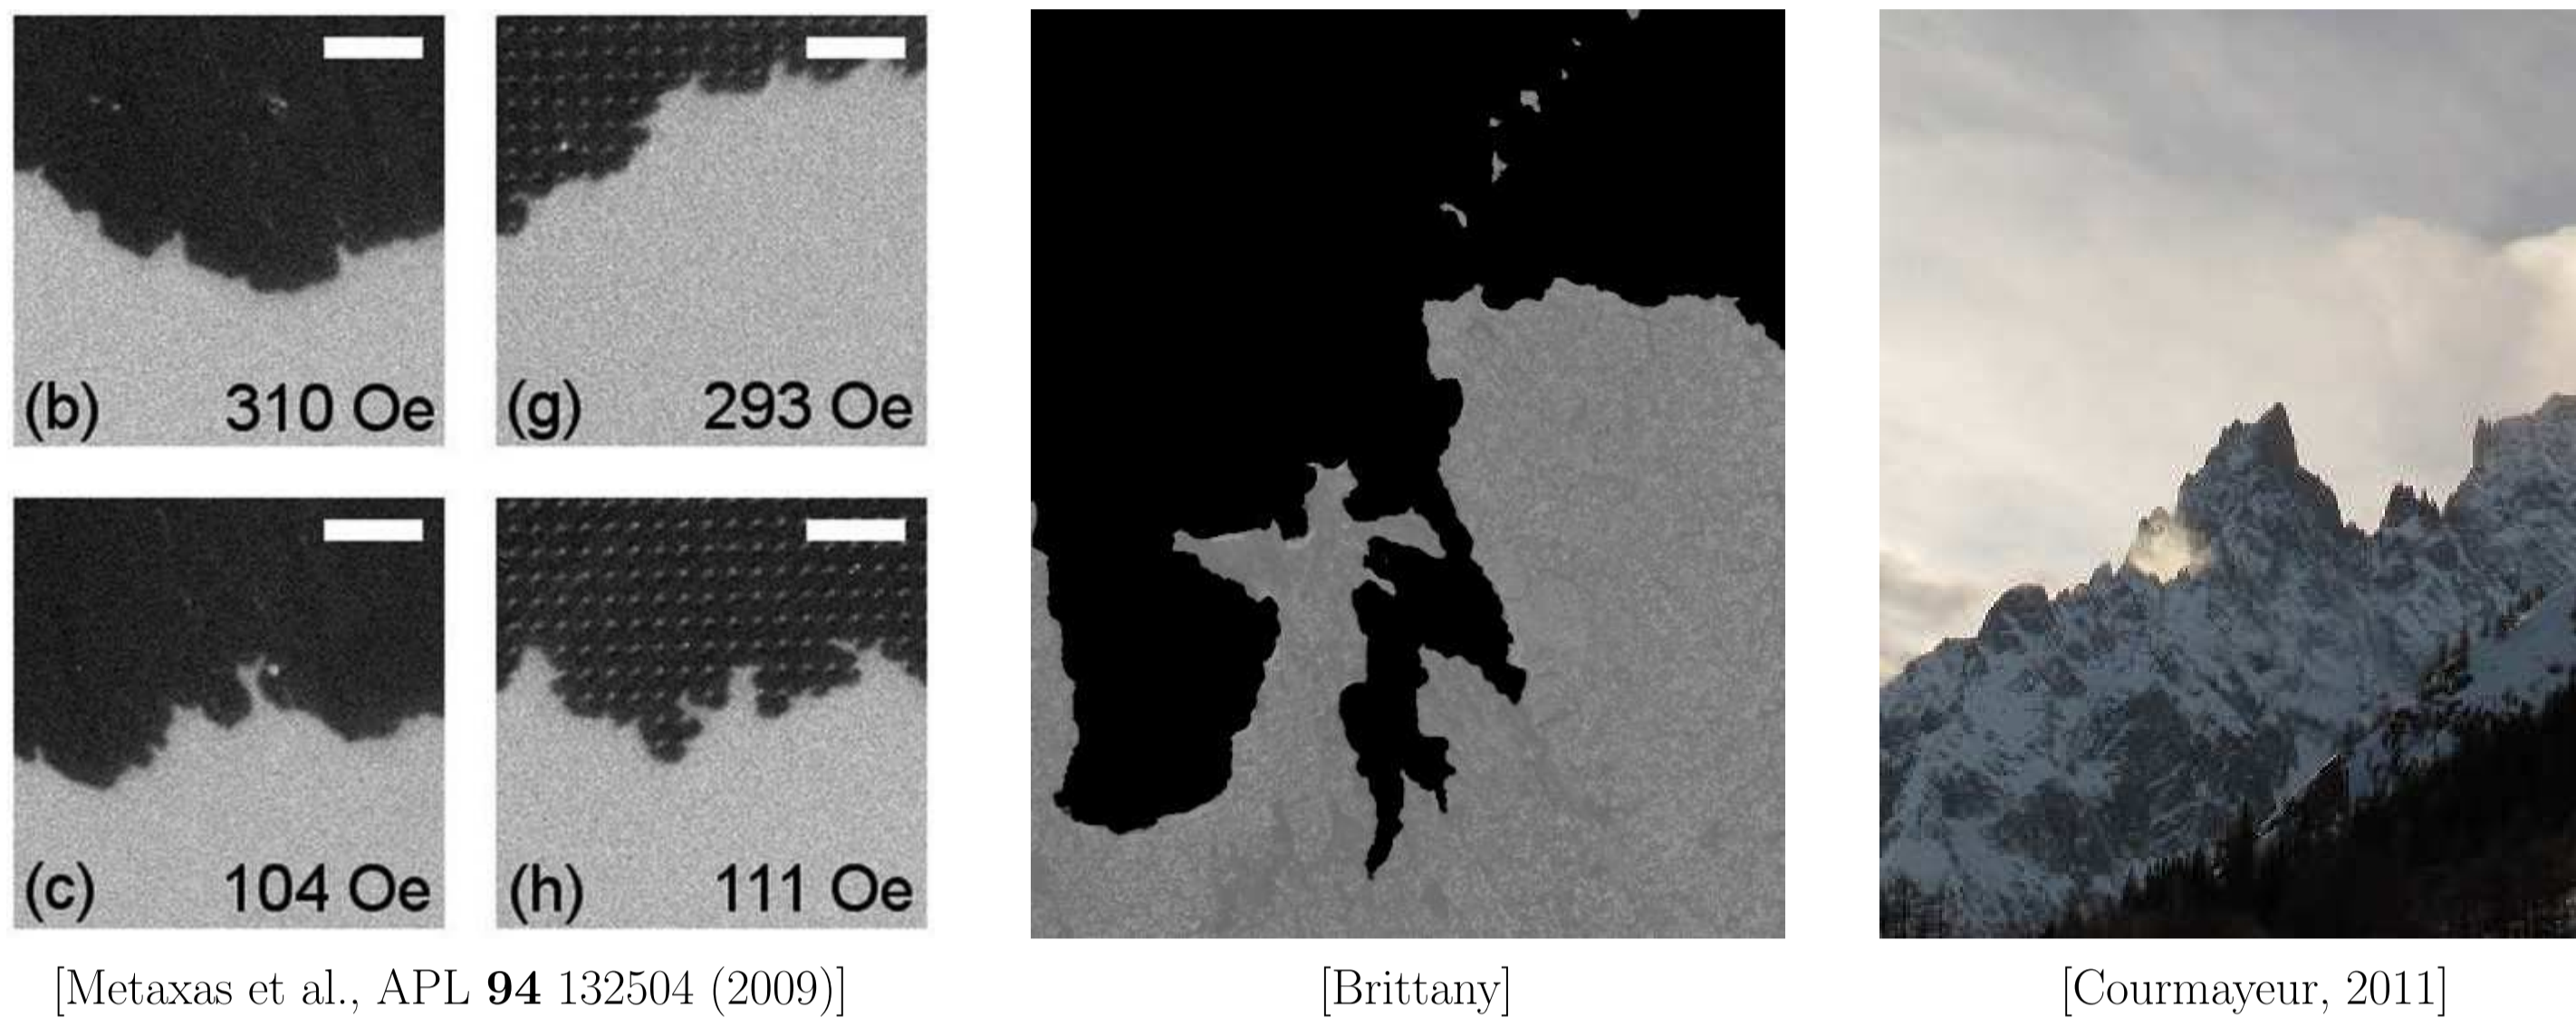 (b) 310 Oe
(g) 293 Oe
(c) 104 Oe
(h) 111 Oe
[Metaxas et al., APL 94 132504 (2009)]
[Brittany]
[Courmayeur, 2011]